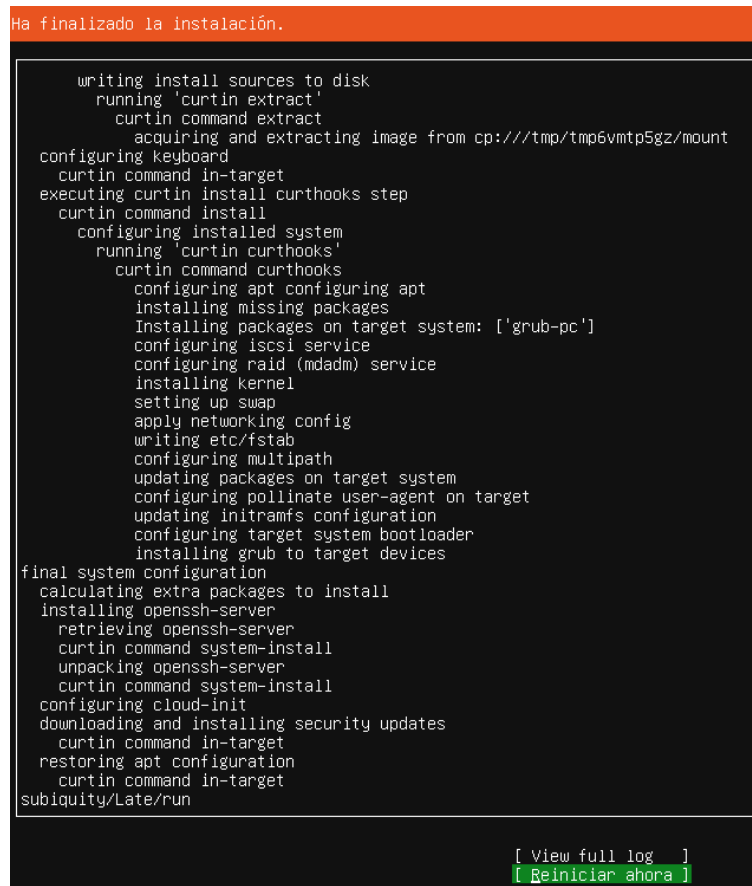 Ha finalizado la instalación.
writing install sources to disk
running 'curtin extract'
curtin command extract
acquiring and extracting image from cp:///tmp/tmp6vmtp5gz/mount
configuring keyboard
curtin command in-target
executing curtin install curthooks step
curtin command install
configuring installed system
running 'curtin curthooks'
curtin command curthooks
configuring apt configuring apt
installing missing packages
Installing packages on target system: ['grub-pc']
configuring iscsi service
configuring raid (mdadm) service
installing kernel
setting up swap
apply networking config
writing etc/fstab
configuring multipath
updating packages on target system
configuring pollinate user-agent on target
updating initramfs configuration
configuring target system bootloader
installing grub to target devices
final system configuration
calculating extra packages to install
installing openssh-server
retrieving openssh-server
curtin command system-install
unpacking openssh-server
curtin command system-install
configuring cloud-init
downloading and installing security updates
curtin command in-target
restoring apt configuration
curtin command in-target
subiquity/Late/run
[ View full log ]
[ Reiniciar ahora ]